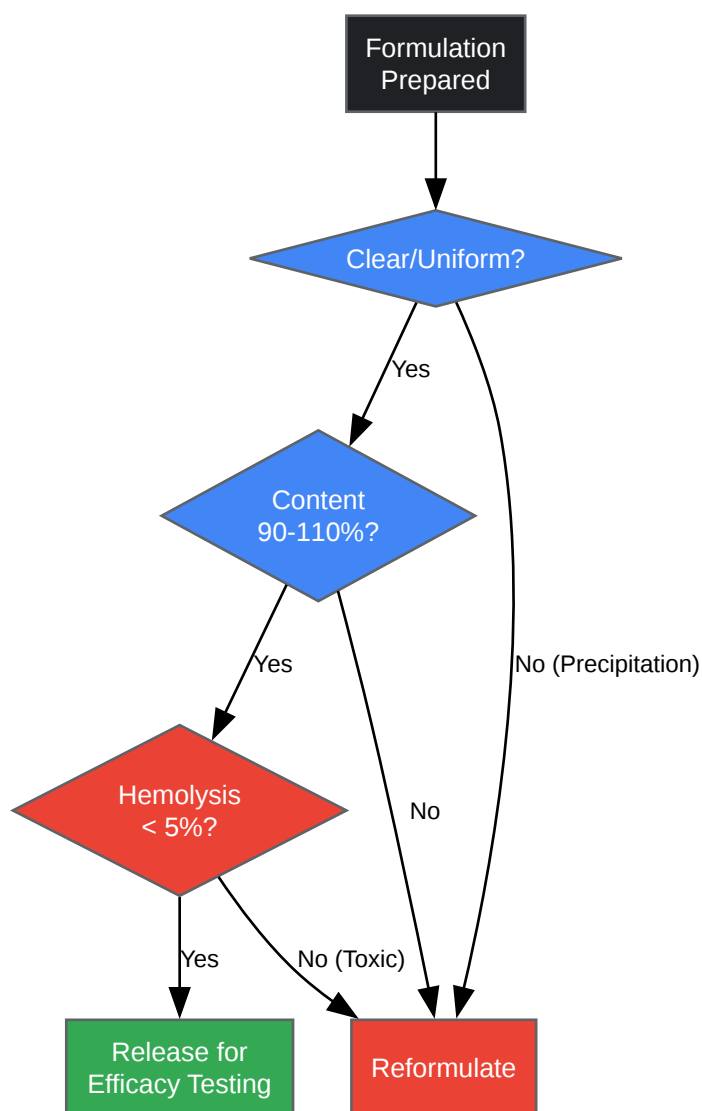 Formulation
Prepared
Clear/Uniform?
Yes
Content
90-110%?
No (Precipitation)
Yes
Hemolysis
< 5%?
No
Yes
No (Toxic)
Release for
Efficacy Testing
Reformulate